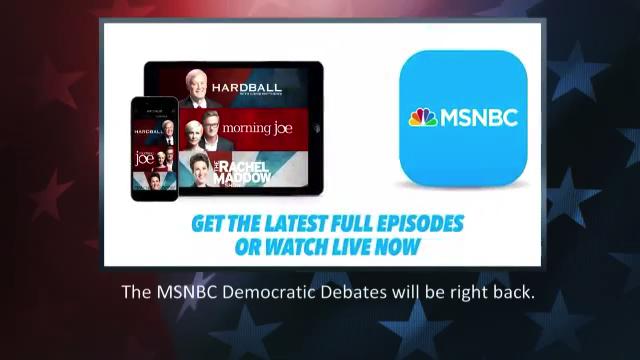 HARDBALL
morning joe
THE RACHEL MADDOW
HARDBALL
joe
MSNBC
GET THE LATEST FULL EPISODES
OR WATCH LIVE NOW
The MSNBC Democratic Debates will be right back.